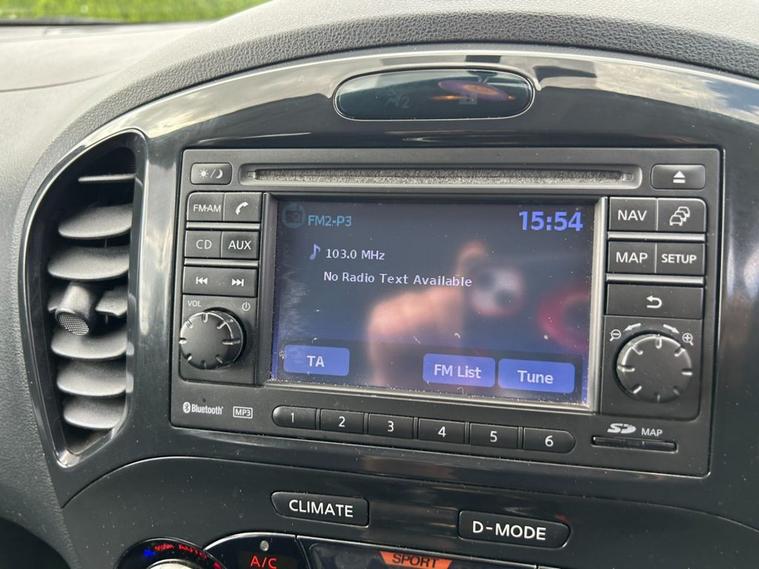 FM2-P3 15:54
103.0 MHz
No Radio Text Available
TA FM List Tune
FM·AM
CD AUX
VOL
NAV
MAP SETUP
Bluetooth MP3
1 2 3 4 5 6
SD MAP
CLIMATE D-MODE
A/C SPORT
AUTO